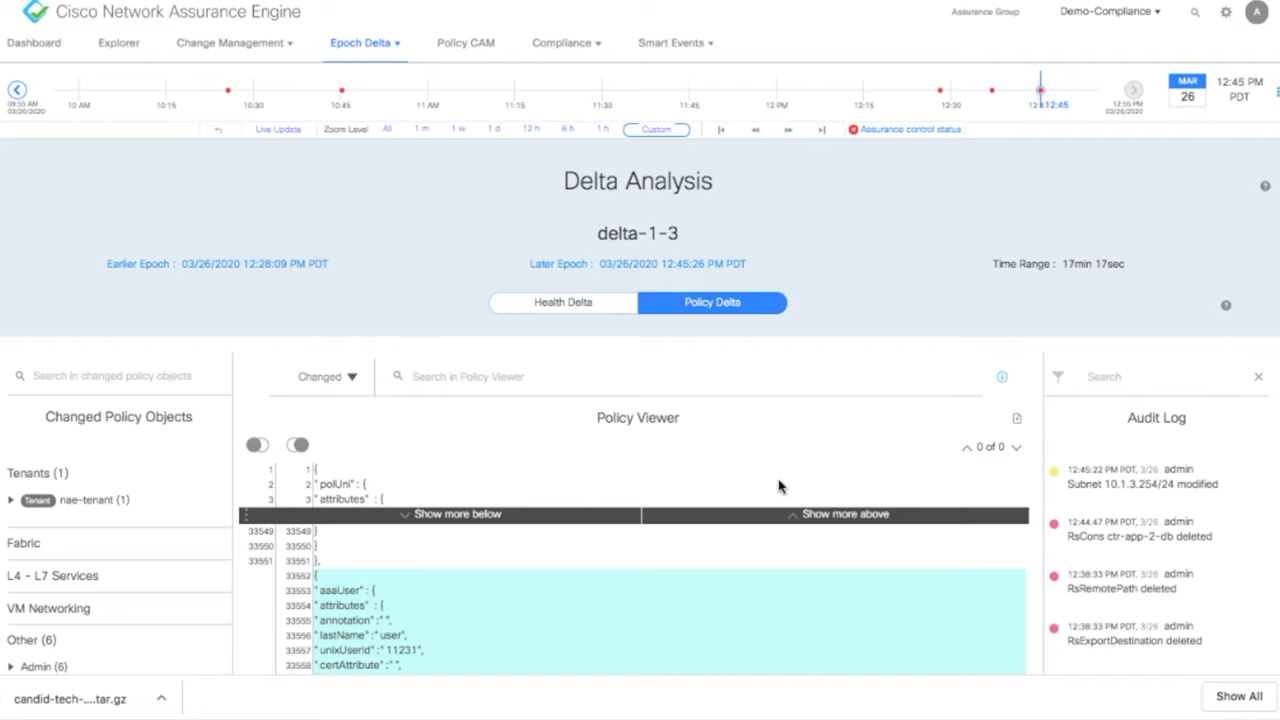 Cisco Network Assurance Engine
Assurance Group
Demo-Compliance
A
Dashboard Explorer Change Management Epoch Delta Policy CAM Compliance Smart Events
10 AM 10:15 10:30 10:45 11 AM 11:15 11:30 11:45 12 PM 12:15 12:30 12:45
03/26/2020
12:55 PM
03/26/2020
MAR
26
12:45 PM
PDT
Live Update Zoom Level All 1 m 1 w 1 d 12 h 6 h 1 h Custom Assurance control status
Delta Analysis
delta-1-3
Earlier Epoch : 03/26/2020 12:28:09 PM PDT Later Epoch : 03/26/2020 12:45:26 PM PDT Time Range : 17min 17sec
Health Delta Policy Delta
Search in changed policy objects
Changed Policy Objects
Tenants (1)
Tenant nae-tenant (1)
Fabric
L4 - L7 Services
VM Networking
Other (6)
Admin (6)
Changed Search in Policy Viewer
Policy Viewer
0 of 0
1 1 {
2 2 "polUni" : {
3 3 "attributes" : {
Show more below Show more above
33549 33549 }
33550 33550 }
33551 33551 },
33552 {
33553 "aaaUser" : {
33554 "attributes" : {
33555 "annotation" :" ",
33556 "lastName" :"user",
33557 "unixUserId" :" 11231",
33558 "certAttribute" :" ",
Search
Audit Log
12:45:22 PM PDT, 3/26 admin
Subnet 10.1.3.254/24 modified
12:44:47 PM PDT, 3/26 admin
RsCons ctr-app-2-db deleted
12:38:33 PM PDT, 3/26 admin
RsRemotePath deleted
12:38:33 PM PDT, 3/26 admin
RsExportDestination deleted
candid-tech-....tar.gz
Show All